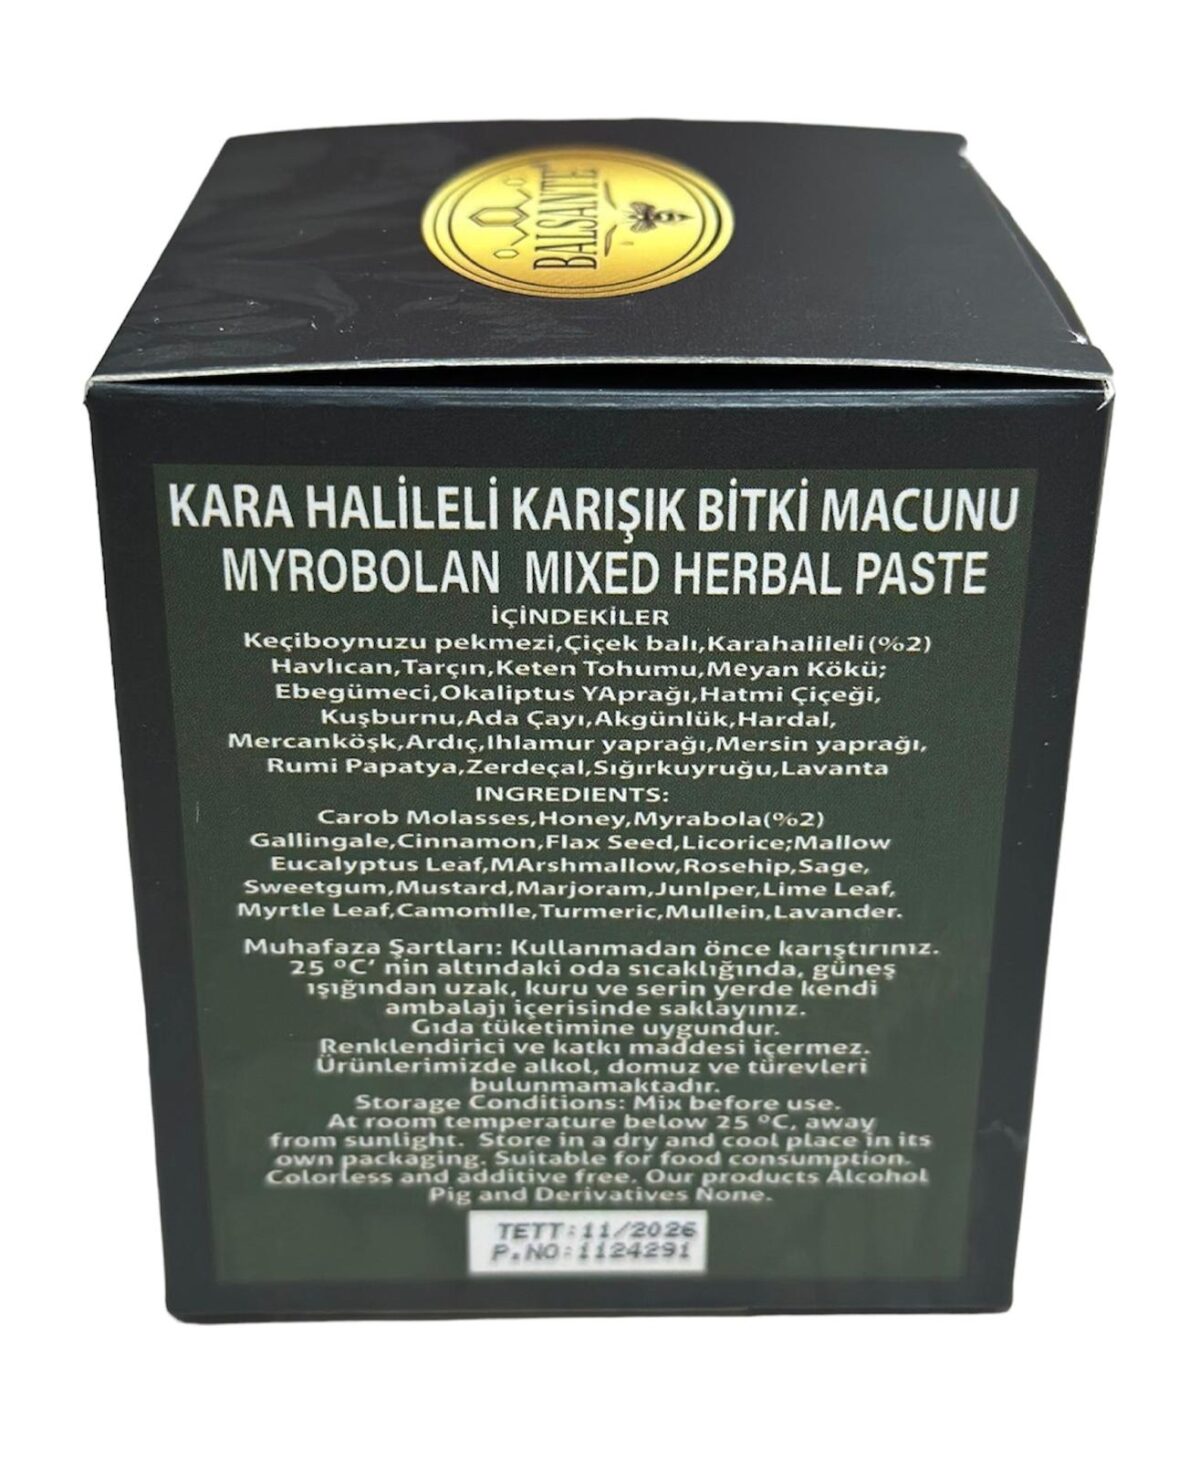 BALSANTE
KARA HALİLELİ KARIŞIK BİTKİ MACUNU
MYROBOLAN MIXED HERBAL PASTE
İÇİNDEKİLER
Keçiboynuzu pekmezi,Çiçek balı,Karahalileli(%2)
Havlıcan,Tarçın,Keten Tohumu,Meyan Kökü;
Ebegümeci,Okaliptus YAprağı,Hatmi Çiçeği,
Kuşburnu,Ada Çayı,Akgünlük,Hardal,
Mercanköşk,Ardıç,Ihlamur yaprağı,Mersin yaprağı,
Rumi Papatya,Zerdeçal,Sığırkuyruğu,Lavanta
INGREDIENTS:
Carob Molasses,Honey,Myrabola(%2)
Gallingale,Cinnamon,Flax Seed,Licorice;Mallow
Eucalyptus Leaf,MArshmallow,Rosehip,Sage,
Sweetgum,Mustard,Marjoram,Junlper,Lime Leaf,
Myrtle Leaf,Camomlle,Turmeric,Mullein,Lavander.
Muhafaza Şartları: Kullanmadan önce karıştırınız.
25 ºC' nin altındaki oda sıcaklığında, güneş
ışığından uzak, kuru ve serin yerde kendi
ambalajı içerisinde saklayınız.
Gıda tüketimine uygundur.
Renklendirici ve katkı maddesi içermez.
Ürünlerimizde alkol, domuz ve türevleri
bulunmamaktadır.
Storage Conditions: Mix before use.
At room temperature below 25 ºC, away
from sunlight. Store in a dry and cool place in its
own packaging. Suitable for food consumption.
Colorless and additive free. Our products Alcohol
Pig and Derivatives None.
TETT:11/2026
P.NO:1124291